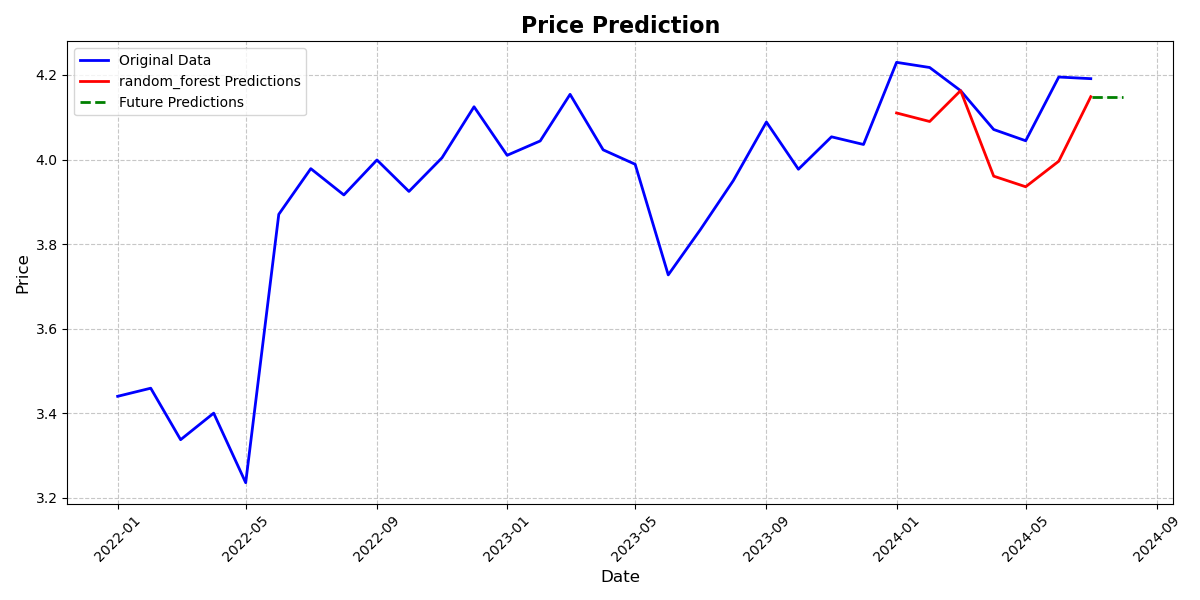 Price Prediction
Original Data
random_forest Predictions
Future Predictions
Price
4.2
4.0
3.8
3.6
3.4
3.2
2022-01
2022-05
2022-09
2023-01
2023-05
2023-09
2024-01
2024-05
2024-09
Date